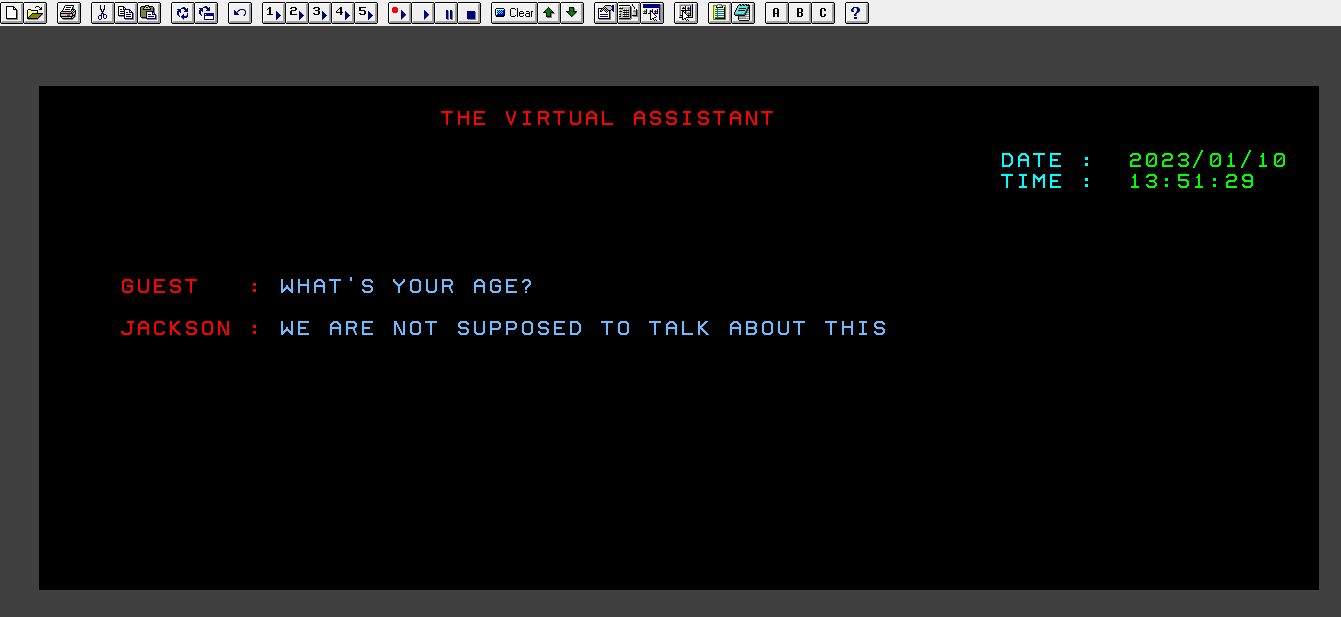 1 2 3 4 5 Clear A B C ?
THE VIRTUAL ASSISTANT
DATE : 2023/01/10
TIME : 13:51:29
GUEST : WHAT'S YOUR AGE?
JACKSON : WE ARE NOT SUPPOSED TO TALK ABOUT THIS